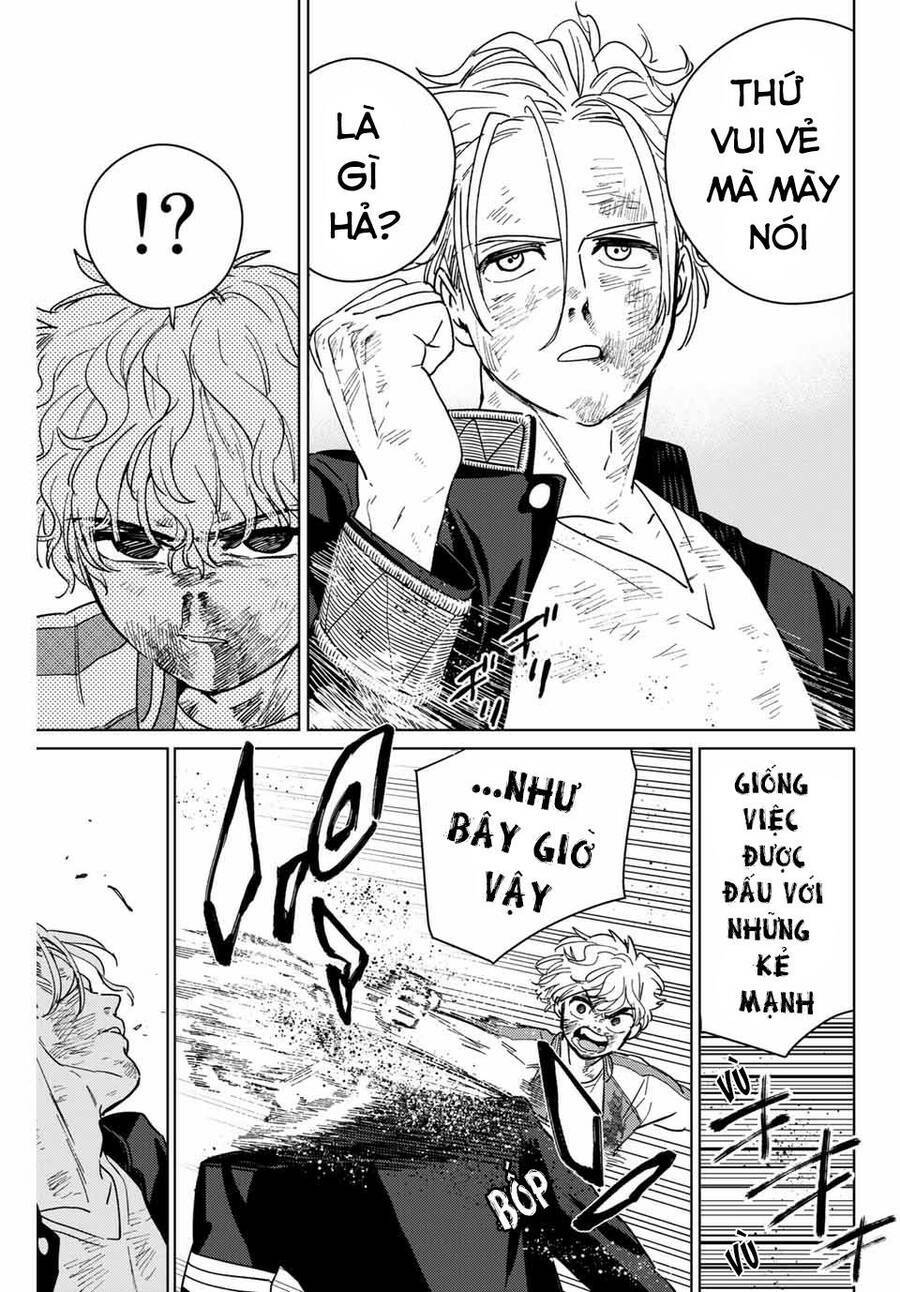 THỨ
VUI VẺ
MÀ MÀY
NÓI
LÀ
GÌ
HẢ?
!?
GIỐNG
VIỆC
ĐƯỢC
ĐẤU VỚI
NHỮNG
KẺ
MẠNH
VÙ
VÙ
...NHƯ
BÂY GIỜ
VẬY
BỐP